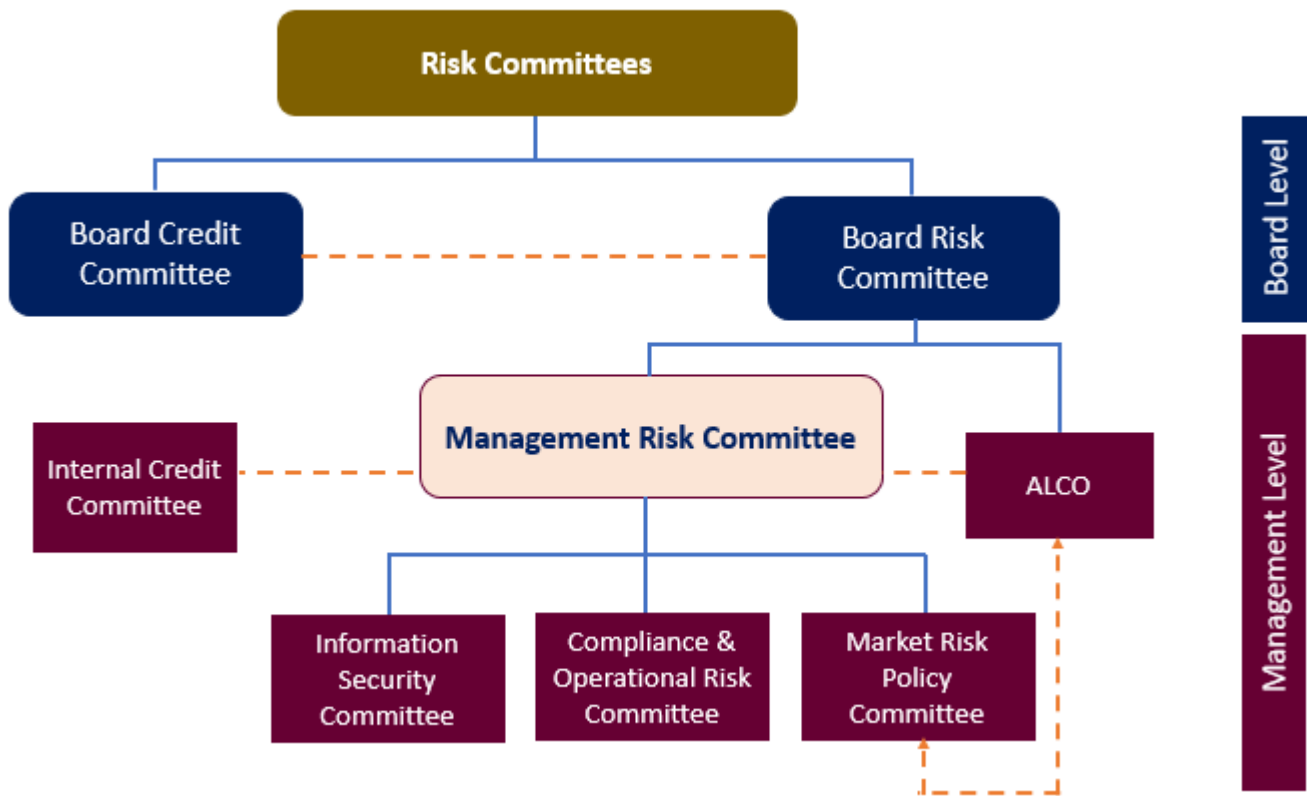 Risk Committees
Board Credit
Committee
Board Risk
Committee
Board Level
Management Risk Committee
Internal Credit
Committee
ALCO
Information
Security
Committee
Compliance &
Operational Risk
Committee
Market Risk
Policy
Committee
Management Level